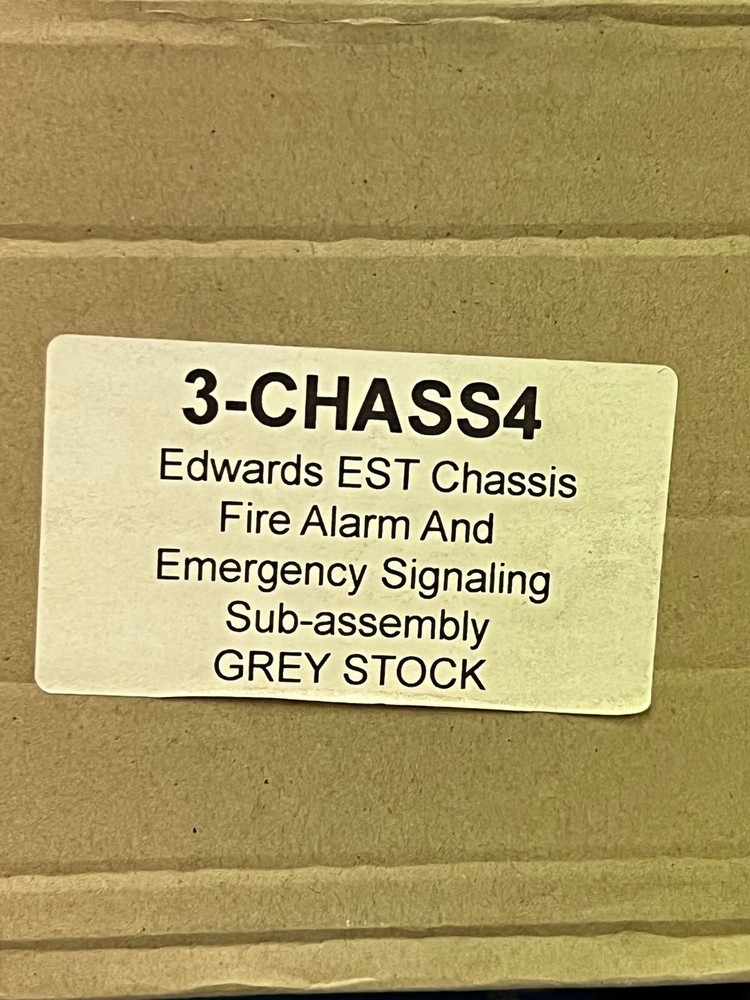 3-CHASS4
Edwards EST Chassis
Fire Alarm And
Emergency Signaling
Sub-assembly
GREY STOCK